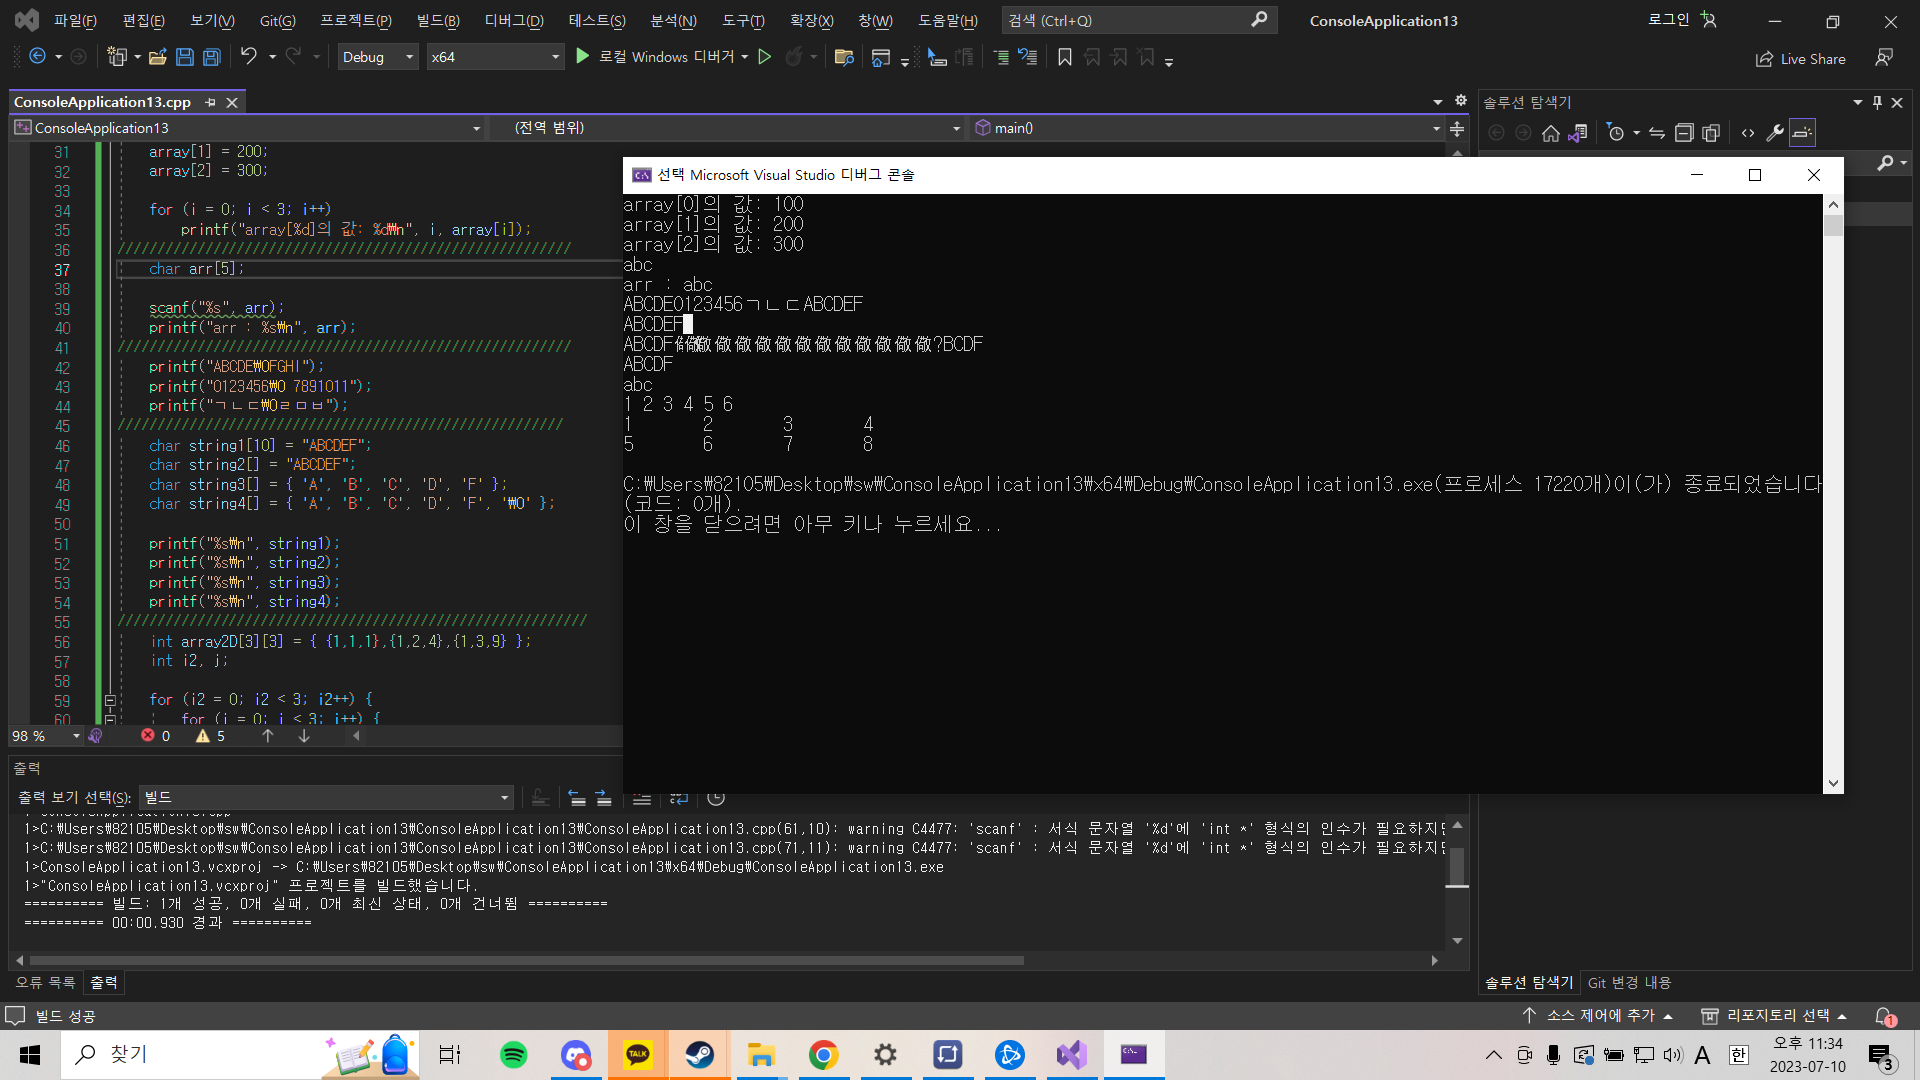 파일(F) 편집(E) 보기(V) Git(G) 프로젝트(P) 빌드(B) 디버그(D) 테스트(S) 분석(N) 도구(T) 확장(X) 창(W) 도움말(H) 검색 (Ctrl+Q) ConsoleApplication13 로그인
Debug x64 로컬 Windows 디버거 Live Share
ConsoleApplication13.cpp
ConsoleApplication13 (전역 범위) main()
31 array[1] = 200;
32 array[2] = 300;
33
34 for (i = 0; i < 3; i++)
35 printf("array[%d]의 값: %d₩n", i, array[i]);
36 //////////////////////////////////////////////////////////
37 char arr[5];
38
39 scanf("%s", arr);
40 printf("arr : %s₩n", arr);
41 //////////////////////////////////////////////////////////
42 printf("ABCDE₩0FGHI");
43 printf("0123456₩0 7891011");
44 printf("ㄱㄴㄷ₩0ㄹㅁㅂ");
45 /////////////////////////////////////////////////////////
46 char string1[10] = "ABCDEF";
47 char string2[] = "ABCDEF";
48 char string3[] = { 'A', 'B', 'C', 'D', 'F' };
49 char string4[] = { 'A', 'B', 'C', 'D', 'F', '₩0' };
50
51 printf("%s₩n", string1);
52 printf("%s₩n", string2);
53 printf("%s₩n", string3);
54 printf("%s₩n", string4);
55 ////////////////////////////////////////////////////////////
56 int array2D[3][3] = { {1,1,1},{1,2,4},{1,3,9} };
57 int i2, j;
58
59 for (i2 = 0; i2 < 3; i2++) {
60 for (j = 0; j < 3; j++) {
98 % 0 5
선택 Microsoft Visual Studio 디버그 콘솔
array[0]의 값: 100
array[1]의 값: 200
array[2]의 값: 300
abc
arr : abc
ABCDE0123456ㄱㄴㄷABCDEF
ABCDEF
?BCDF
ABCDF
abc
1 2 3 4 5 6
1 2 3 4
5 6 7 8
C:₩Users₩82105₩Desktop₩sw₩ConsoleApplication13₩x64₩Debug₩ConsoleApplication13.exe(프로세스 17220개)이(가) 종료되었습니다
(코드: 0개).
이 창을 닫으려면 아무 키나 누르세요...
솔루션 탐색기
출력
출력 보기 선택(S): 빌드
1>C:₩Users₩82105₩Desktop₩sw₩ConsoleApplication13₩ConsoleApplication13₩ConsoleApplication13.cpp(61,10): warning C4477: 'scanf' : 서식 문자열 '%d'에 'int *' 형식의 인수가 필요하지만
1>C:₩Users₩82105₩Desktop₩sw₩ConsoleApplication13₩ConsoleApplication13₩ConsoleApplication13.cpp(71,11): warning C4477: 'scanf' : 서식 문자열 '%d'에 'int *' 형식의 인수가 필요하지만
1>ConsoleApplication13.vcxproj -> C:₩Users₩82105₩Desktop₩sw₩ConsoleApplication13₩x64₩Debug₩ConsoleApplication13.exe
1>"ConsoleApplication13.vcxproj" 프로젝트를 빌드했습니다.
========== 빌드: 1개 성공, 0개 실패, 0개 최신 상태, 0개 건너뜀 ==========
========== 00:00.930 경과 ==========
오류 목록 출력
솔루션 탐색기 Git 변경 내용
빌드 성공 소스 제어에 추가 리포지토리 선택 1
찾기 TALK A 한 오후 11:34
2023-07-10 3